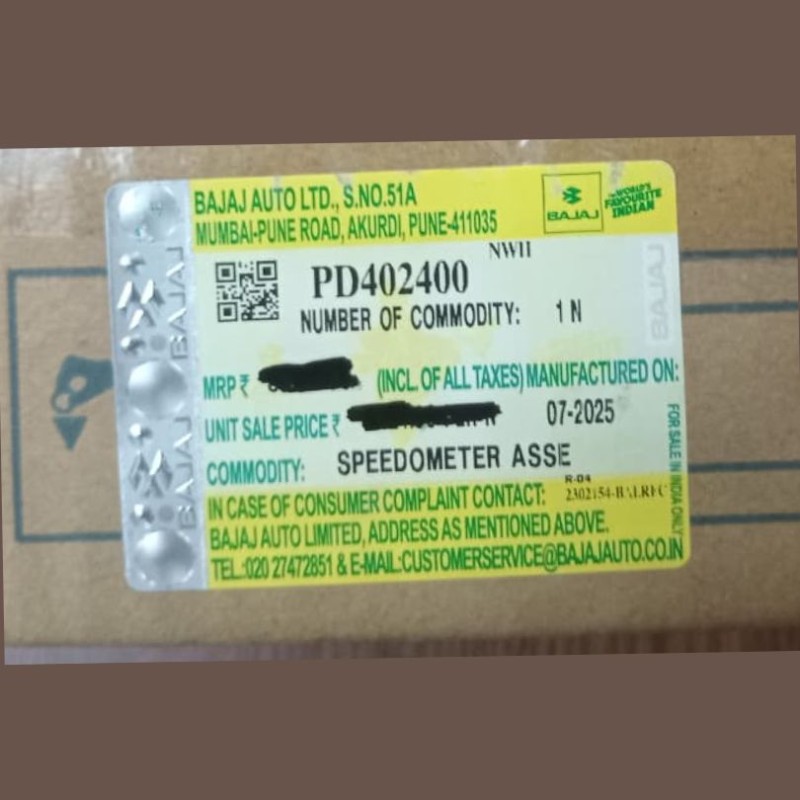 BAJAJ AUTO LTD., S.NO.51A
MUMBAI-PUNE ROAD, AKURDI, PUNE-411035
BAJAJ
THE WORLD'S
FAVOURITE
INDIAN
NWH
PD402400
NUMBER OF COMMODITY: 1 N
MRP ₹ (INCL. OF ALL TAXES) MANUFACTURED ON:
UNIT SALE PRICE ₹ 07-2025
COMMODITY: SPEEDOMETER ASSE
R-04
IN CASE OF CONSUMER COMPLAINT CONTACT:
BAJAJ AUTO LIMITED, ADDRESS AS MENTIONED ABOVE.
TEL:020 27472851 & E-MAIL:CUSTOMERSERVICE@BAJAJAUTO.CO.IN
FOR SALE IN INDIA ONLY
BAJAJ
BAJAJ
BAJAJ